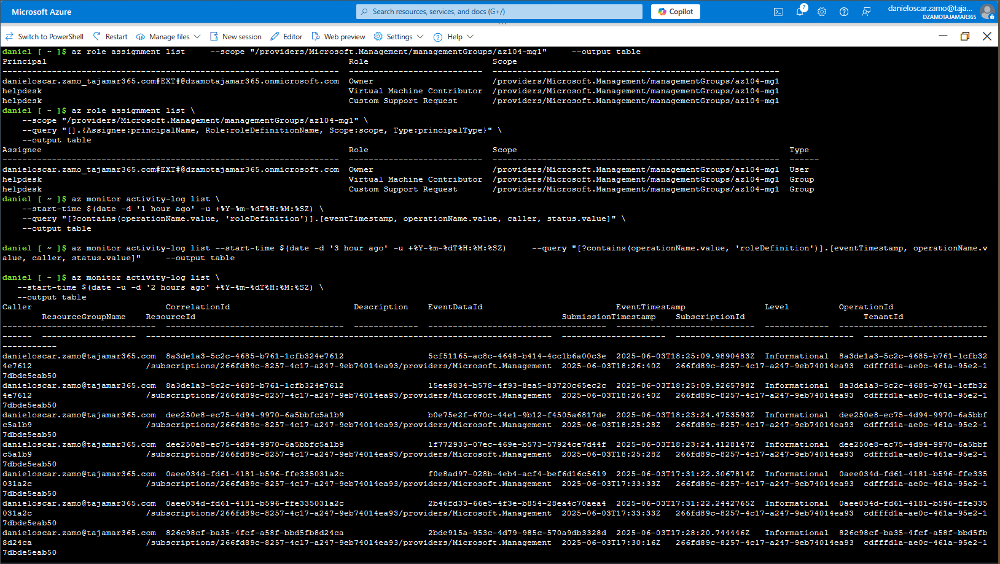 Microsoft Azure
Search resources, services, and docs (G+/)
Copilot
7
danieloscar.zamo@taja...
DZAMOTAJAMAR365
Switch to PowerShell
Restart
Manage files
New session
Editor
Web preview
Settings
Help
daniel [ ~ ]$ az role assignment list     --scope "/providers/Microsoft.Management/managementGroups/az104-mg1"     --output table
Principal Role Scope
------------------------------------------------------------------- --------------------------- ----------------------------------------------------------
danieloscar.zamo_tajamar365.com#EXT#@dzamotajamar365.onmicrosoft.com Owner /providers/Microsoft.Management/managementGroups/az104-mg1
helpdesk Virtual Machine Contributor /providers/Microsoft.Management/managementGroups/az104-mg1
helpdesk Custom Support Request /providers/Microsoft.Management/managementGroups/az104-mg1
daniel [ ~ ]$ az role assignment list \
    --scope "/providers/Microsoft.Management/managementGroups/az104-mg1" \
    --query "[].{Assignee:principalName, Role:roleDefinitionName, Scope:scope, Type:principalType}" \
    --output table
Assignee Role Scope Type
------------------------------------------------------------------- --------------------------- ---------------------------------------------------------- ------
danieloscar.zamo_tajamar365.com#EXT#@dzamotajamar365.onmicrosoft.com Owner /providers/Microsoft.Management/managementGroups/az104-mg1 User
helpdesk Virtual Machine Contributor /providers/Microsoft.Management/managementGroups/az104-mg1 Group
helpdesk Custom Support Request /providers/Microsoft.Management/managementGroups/az104-mg1 Group
daniel [ ~ ]$ az monitor activity-log list \
    --start-time $(date -d '1 hour ago' -u +%Y-%m-%dT%H:%M:%SZ) \
    --query "[?contains(operationName.value, 'roleDefinition')].[eventTimestamp, operationName.value, caller, status.value]" \
    --output table
daniel [ ~ ]$ az monitor activity-log list --start-time $(date -d '3 hour ago' -u +%Y-%m-%dT%H:%M:%SZ)     --query "[?contains(operationName.value, 'roleDefinition')].[eventTimestamp, operationName.v
alue, caller, status.value]"     --output table
daniel [ ~ ]$ az monitor activity-log list \
   --start-time $(date -u -d '2 hours ago' +%Y-%m-%dT%H:%M:%SZ) \
   --output table
Caller CorrelationId Description EventDataId EventTimestamp Level OperationId
ResourceGroupName ResourceId SubmissionTimestamp SubscriptionId TenantId
------------------------------- ------------------------------------ ------------- ------------------------------------ ---------------------------- ------------- ------------------------------
------ ------------------- ---------------------------------------------------------------------------------- --------------------- ------------------------------------ -------------------------
-----------
danieloscar.zamo@tajamar365.com 8a3de1a3-5c2c-4685-b761-1cfb324e7612 5cf51165-ac8c-4648-b414-4cc1b6a00c3e 2025-06-03T18:25:09.9890483Z Informational 8a3de1a3-5c2c-4685-b761-1cfb32
4e7612 /subscriptions/266fd89c-8257-4c17-a247-9eb74014ea93/providers/Microsoft.Management 2025-06-03T18:26:40Z 266fd89c-8257-4c17-a247-9eb74014ea93 cdfffd1a-ae0c-461a-95e2-1
7dbde5eab50
danieloscar.zamo@tajamar365.com 8a3de1a3-5c2c-4685-b761-1cfb324e7612 15ee9834-b578-4f93-8ea5-83720c65ec2c 2025-06-03T18:25:09.9265798Z Informational 8a3de1a3-5c2c-4685-b761-1cfb32
4e7612 /subscriptions/266fd89c-8257-4c17-a247-9eb74014ea93/providers/Microsoft.Management 2025-06-03T18:26:40Z 266fd89c-8257-4c17-a247-9eb74014ea93 cdfffd1a-ae0c-461a-95e2-1
7dbde5eab50
danieloscar.zamo@tajamar365.com dee250e8-ec75-4d94-9970-6a5bbfc5a1b9 b0e75e2f-670c-44e1-9b12-f4505a6817de 2025-06-03T18:23:24.4753593Z Informational dee250e8-ec75-4d94-9970-6a5bbf
c5a1b9 /subscriptions/266fd89c-8257-4c17-a247-9eb74014ea93/providers/Microsoft.Management 2025-06-03T18:25:28Z 266fd89c-8257-4c17-a247-9eb74014ea93 cdfffd1a-ae0c-461a-95e2-1
7dbde5eab50
danieloscar.zamo@tajamar365.com dee250e8-ec75-4d94-9970-6a5bbfc5a1b9 1f772935-07ec-469e-b573-57924ce7d44f 2025-06-03T18:23:24.4128147Z Informational dee250e8-ec75-4d94-9970-6a5bbf
c5a1b9 /subscriptions/266fd89c-8257-4c17-a247-9eb74014ea93/providers/Microsoft.Management 2025-06-03T18:25:28Z 266fd89c-8257-4c17-a247-9eb74014ea93 cdfffd1a-ae0c-461a-95e2-1
7dbde5eab50
danieloscar.zamo@tajamar365.com 0aee034d-fd61-4181-b596-ffe335031a2c f0e8ad97-028b-4eb4-acf4-bef6d16c5619 2025-06-03T17:31:22.3067814Z Informational 0aee034d-fd61-4181-b596-ffe335
031a2c /subscriptions/266fd89c-8257-4c17-a247-9eb74014ea93/providers/Microsoft.Management 2025-06-03T17:33:33Z 266fd89c-8257-4c17-a247-9eb74014ea93 cdfffd1a-ae0c-461a-95e2-1
7dbde5eab50
danieloscar.zamo@tajamar365.com 0aee034d-fd61-4181-b596-ffe335031a2c 2b46fd33-66e5-4f3e-b854-28ea4c70aea4 2025-06-03T17:31:22.2442765Z Informational 0aee034d-fd61-4181-b596-ffe335
031a2c /subscriptions/266fd89c-8257-4c17-a247-9eb74014ea93/providers/Microsoft.Management 2025-06-03T17:33:33Z 266fd89c-8257-4c17-a247-9eb74014ea93 cdfffd1a-ae0c-461a-95e2-1
7dbde5eab50
danieloscar.zamo@tajamar365.com 826c98cf-ba35-4fcf-a58f-bbd5fb8d24ca 2bde915a-953c-4d79-985c-570a9db3328d 2025-06-03T17:28:20.744446Z Informational 826c98cf-ba35-4fcf-a58f-bbd5fb
8d24ca /subscriptions/266fd89c-8257-4c17-a247-9eb74014ea93/providers/Microsoft.Management 2025-06-03T17:30:16Z 266fd89c-8257-4c17-a247-9eb74014ea93 cdfffd1a-ae0c-461a-95e2-1
7dbde5eab50